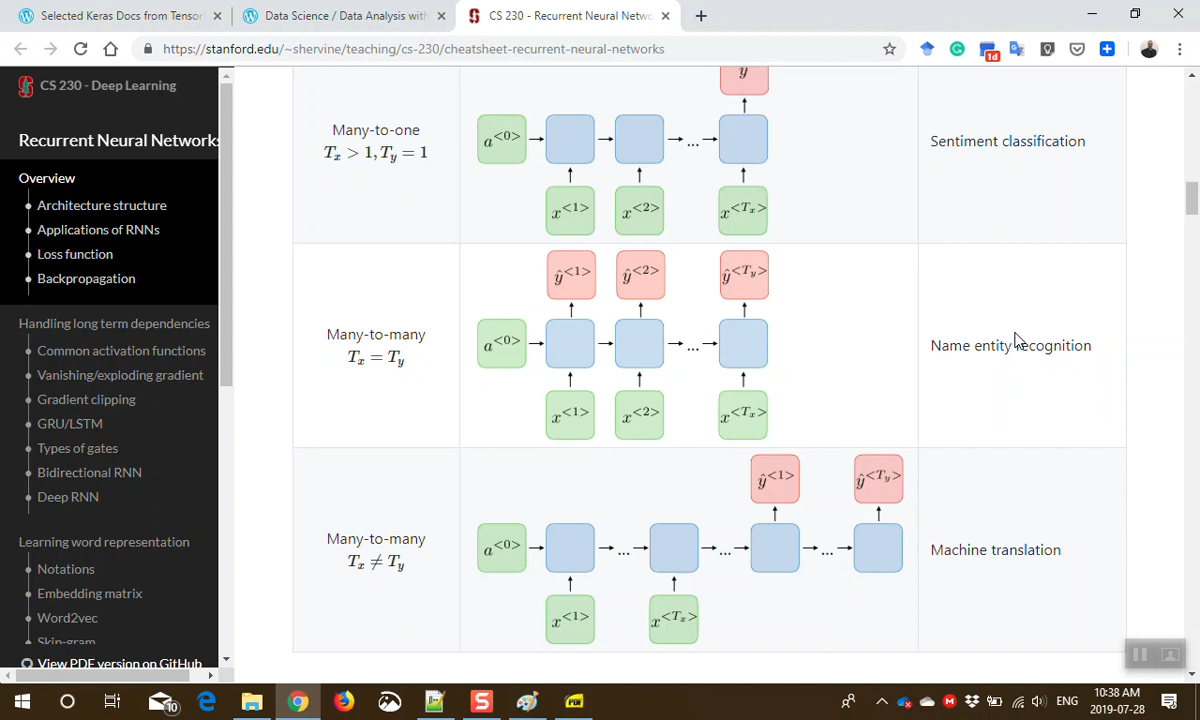 Selected Keras Docs from Tensor
Data Science / Data Analysis with
CS 230 - Recurrent Neural Netwo
https://stanford.edu/~shervine/teaching/cs-230/cheatsheet-recurrent-neural-networks
1d
CS 230 - Deep Learning
Recurrent Neural Networks
Overview
Architecture structure
Applications of RNNs
Loss function
Backpropagation
Handling long term dependencies
Common activation functions
Vanishing/exploding gradient
Gradient clipping
GRU/LSTM
Types of gates
Bidirectional RNN
Deep RNN
Learning word representation
Notations
Embedding matrix
Word2vec
Skip-gram
View PDF version on GitHub
ŷ
Many-to-one
Tx > 1, Ty = 1
a<0>
...
x<1> x<2> x<Tx>
Sentiment classification
ŷ<1> ŷ<2> ŷ<Ty>
Many-to-many
Tx = Ty
a<0>
...
x<1> x<2> x<Tx>
Name entity recognition
ŷ<1> ŷ<Ty>
Many-to-many
Tx ≠ Ty
a<0>
... ... ...
x<1> x<Tx>
Machine translation
10
S
PDF
M
ENG
10:38 AM
2019-07-28